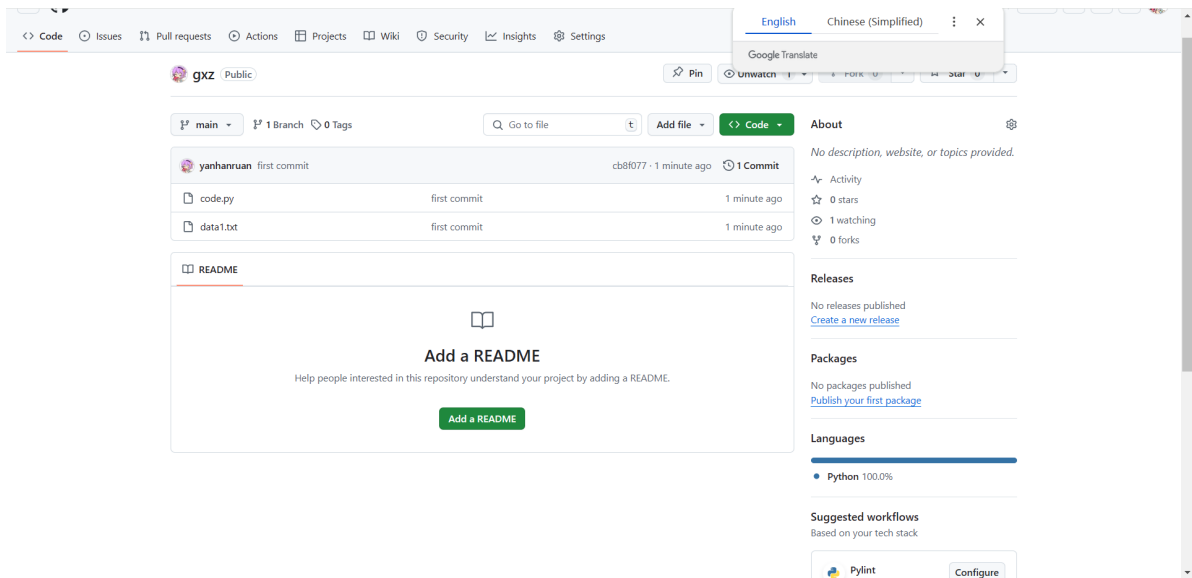 English Chinese (Simplified)
Code Issues Pull requests Actions Projects Wiki Security Insights Settings
Google Translate
gxz Public Pin Unwatch 1 Fork 0 Star 0
main 1 Branch 0 Tags Go to file t Add file Code
yanhanruan first commit cb8f077 · 1 minute ago 1 Commit
code.py first commit 1 minute ago
data1.txt first commit 1 minute ago
README
Add a README
Help people interested in this repository understand your project by adding a README.
Add a README
About
No description, website, or topics provided.
Activity
0 stars
1 watching
0 forks
Releases
No releases published
Create a new release
Packages
No packages published
Publish your first package
Languages
Python 100.0%
Suggested workflows
Based on your tech stack
Pylint Configure